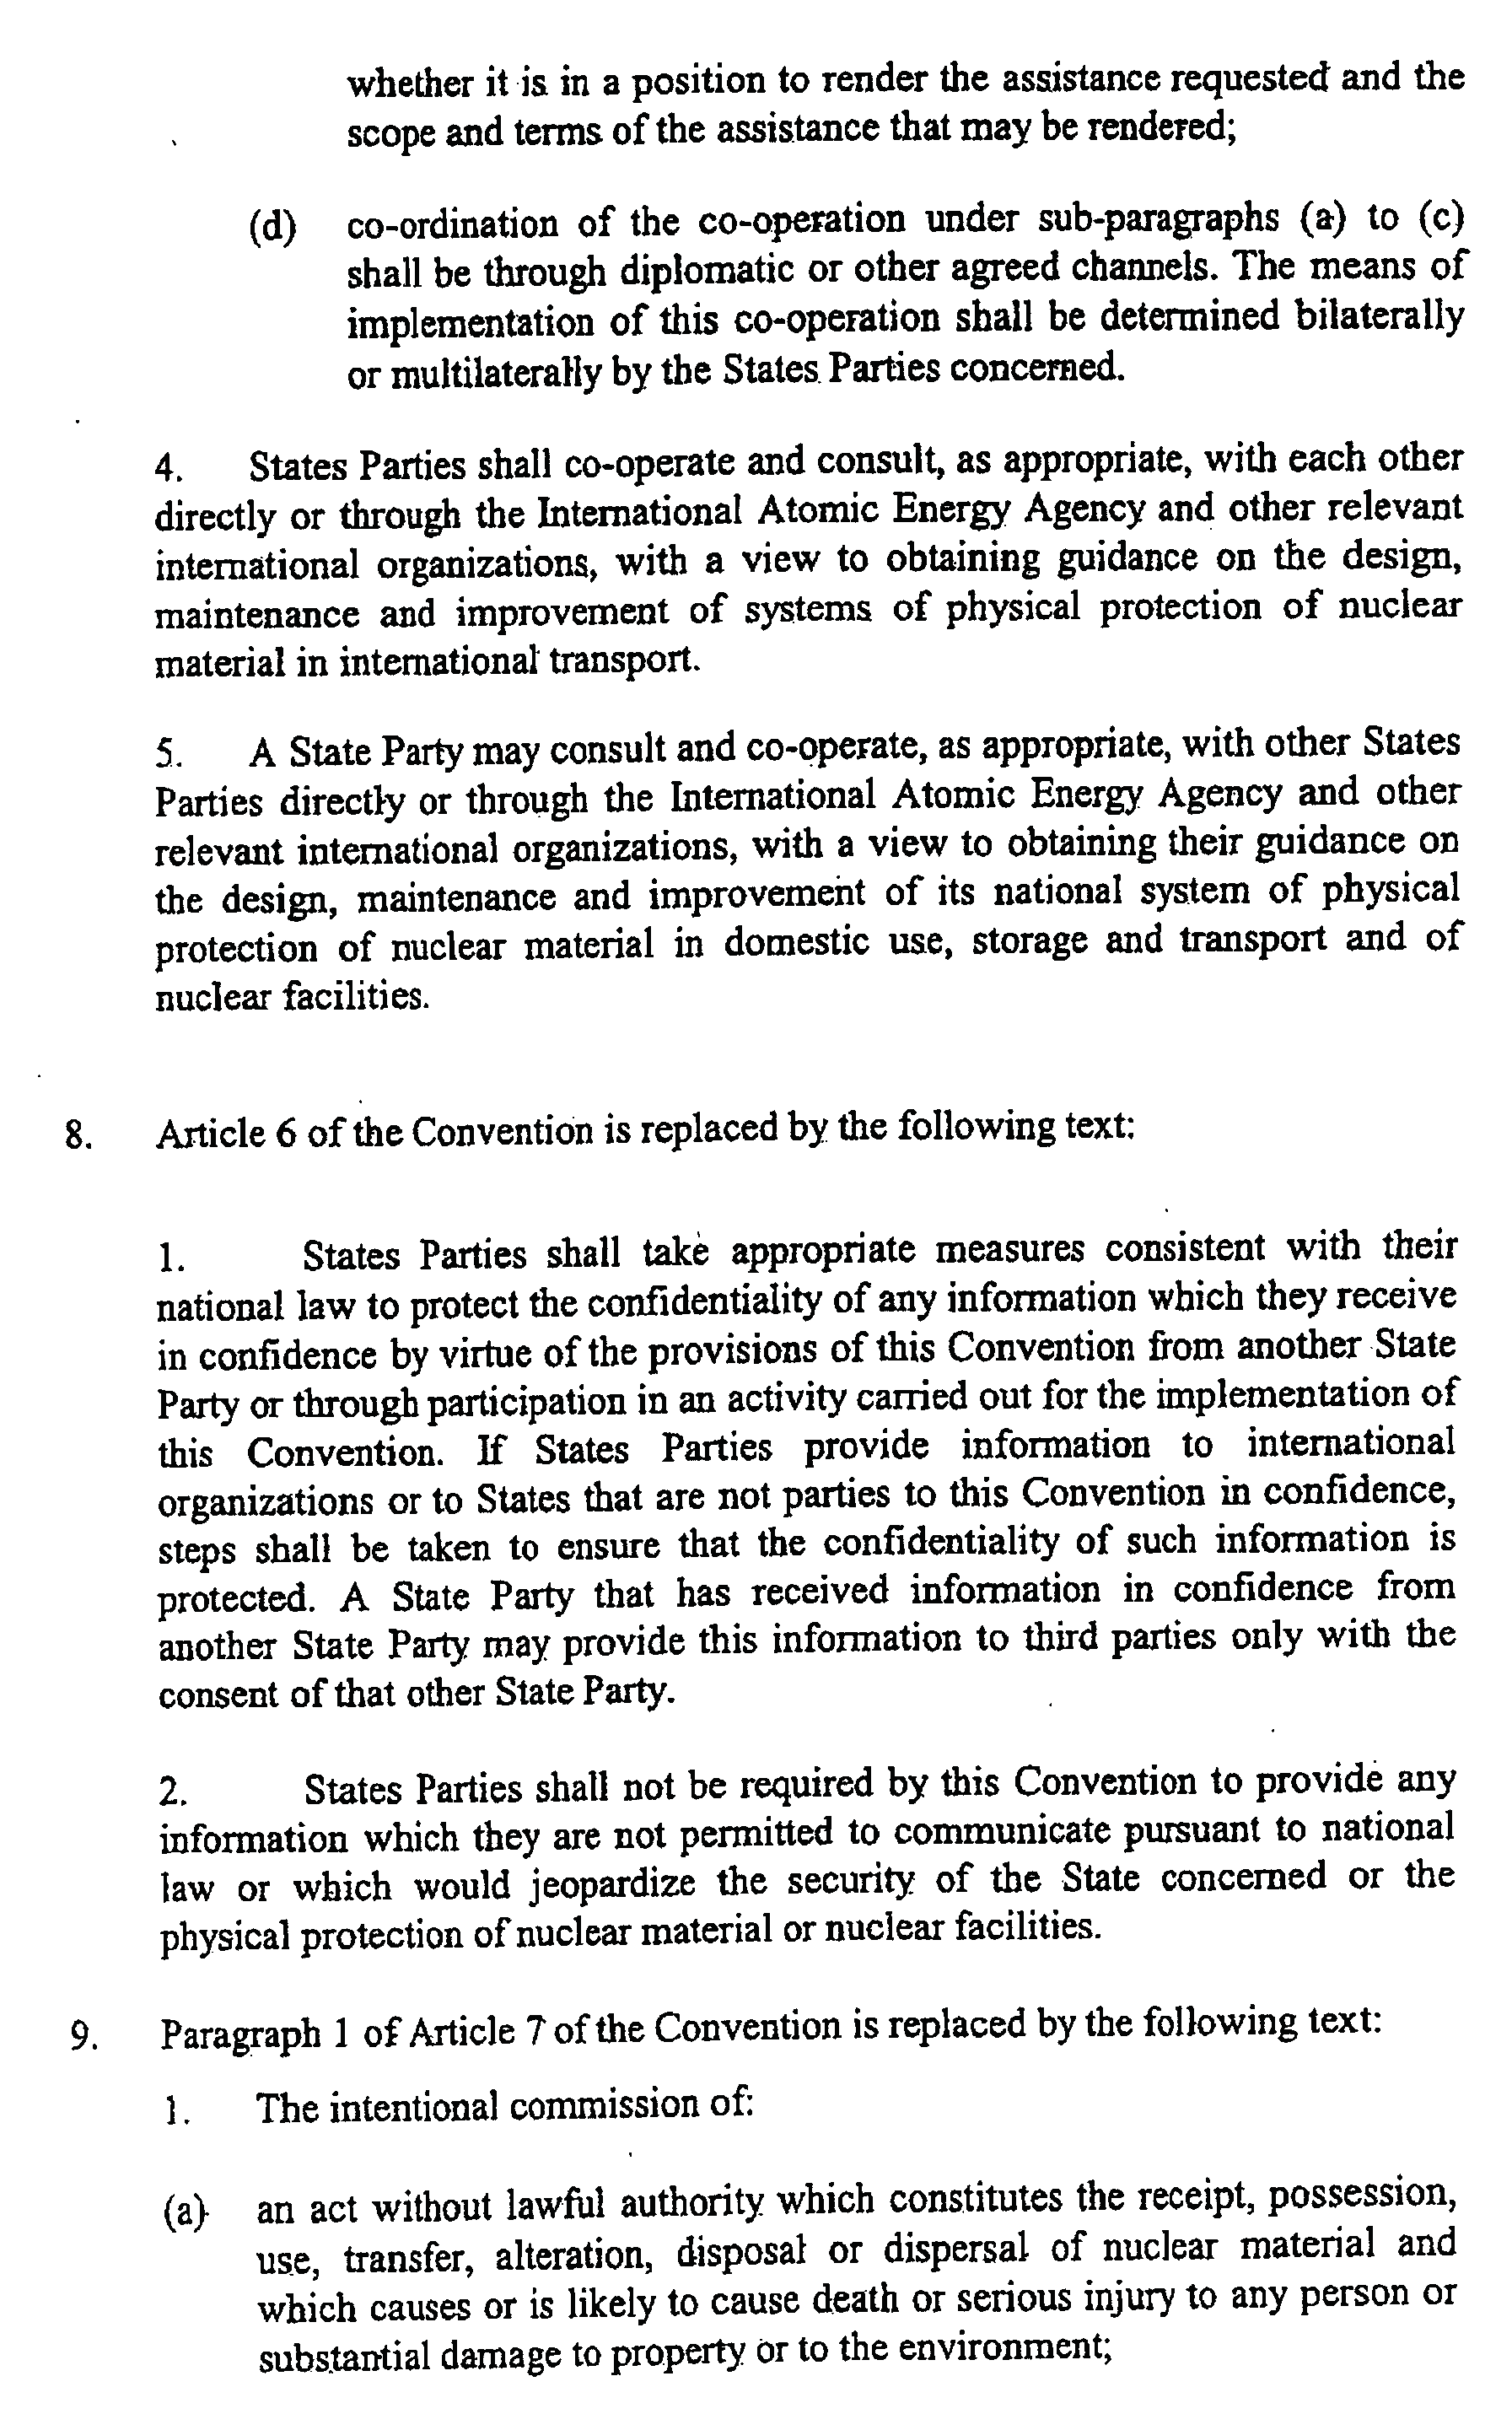 whether it is in a position to render the assistance requested and the
scope and terms of the assistance that may be rendered;
(d) co-ordination of the co-operation under sub-paragraphs (a) to (c)
shall be through diplomatic or other agreed channels. The means of
implementation of this co-operation shall be determined bilaterally
or multilaterally by the States Parties concerned.
4. States Parties shall co-operate and consult, as appropriate, with each other
directly or through the International Atomic Energy Agency and other relevant
international organizations, with a view to obtaining guidance on the design,
maintenance and improvement of systems of physical protection of nuclear
material in international transport.
5. A State Party may consult and co-operate, as appropriate, with other States
Parties directly or through the International Atomic Energy Agency and other
relevant international organizations, with a view to obtaining their guidance on
the design, maintenance and improvement of its national system of physical
protection of nuclear material in domestic use, storage and transport and of
nuclear facilities.
8. Article 6 of the Convention is replaced by the following text:
1. States Parties shall take appropriate measures consistent with their
national law to protect the confidentiality of any information which they receive
in confidence by virtue of the provisions of this Convention from another State
Party or through participation in an activity carried out for the implementation of
this Convention. If States Parties provide information to international
organizations or to States that are not parties to this Convention in confidence,
steps shall be taken to ensure that the confidentiality of such information is
protected. A State Party that has received information in confidence from
another State Party may provide this information to third parties only with the
consent of that other State Party.
2. States Parties shall not be required by this Convention to provide any
information which they are not permitted to communicate pursuant to national
law or which would jeopardize the security of the State concerned or the
physical protection of nuclear material or nuclear facilities.
9. Paragraph 1 of Article 7 of the Convention is replaced by the following text:
1. The intentional commission of:
(a) an act without lawful authority which constitutes the receipt, possession,
use, transfer, alteration, disposal or dispersal of nuclear material and
which causes or is likely to cause death or serious injury to any person or
substantial damage to property or to the environment;